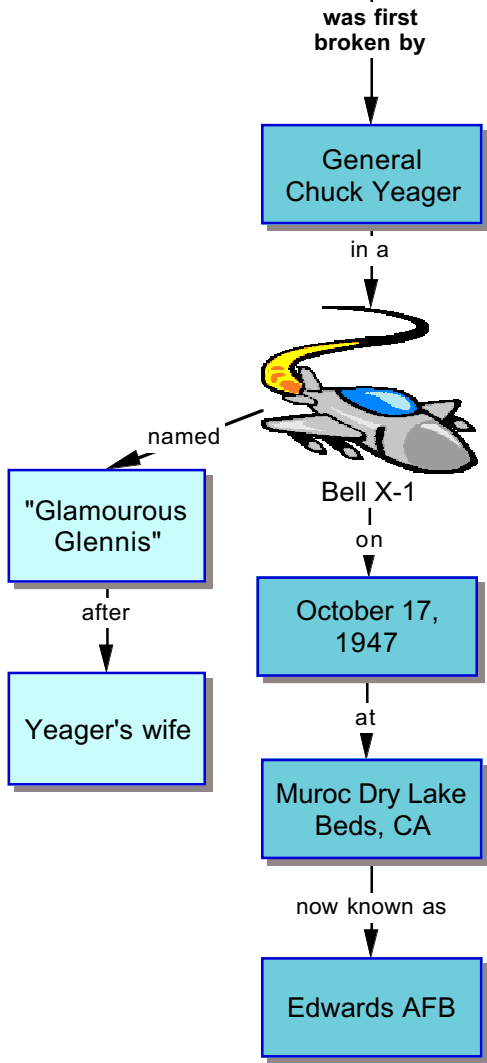 was first
broken by
General
Chuck Yeager
in a
Bell X-1
named
"Glamourous
Glennis"
after
Yeager's wife
on
October 17,
1947
at
Muroc Dry Lake
Beds, CA
now known as
Edwards AFB